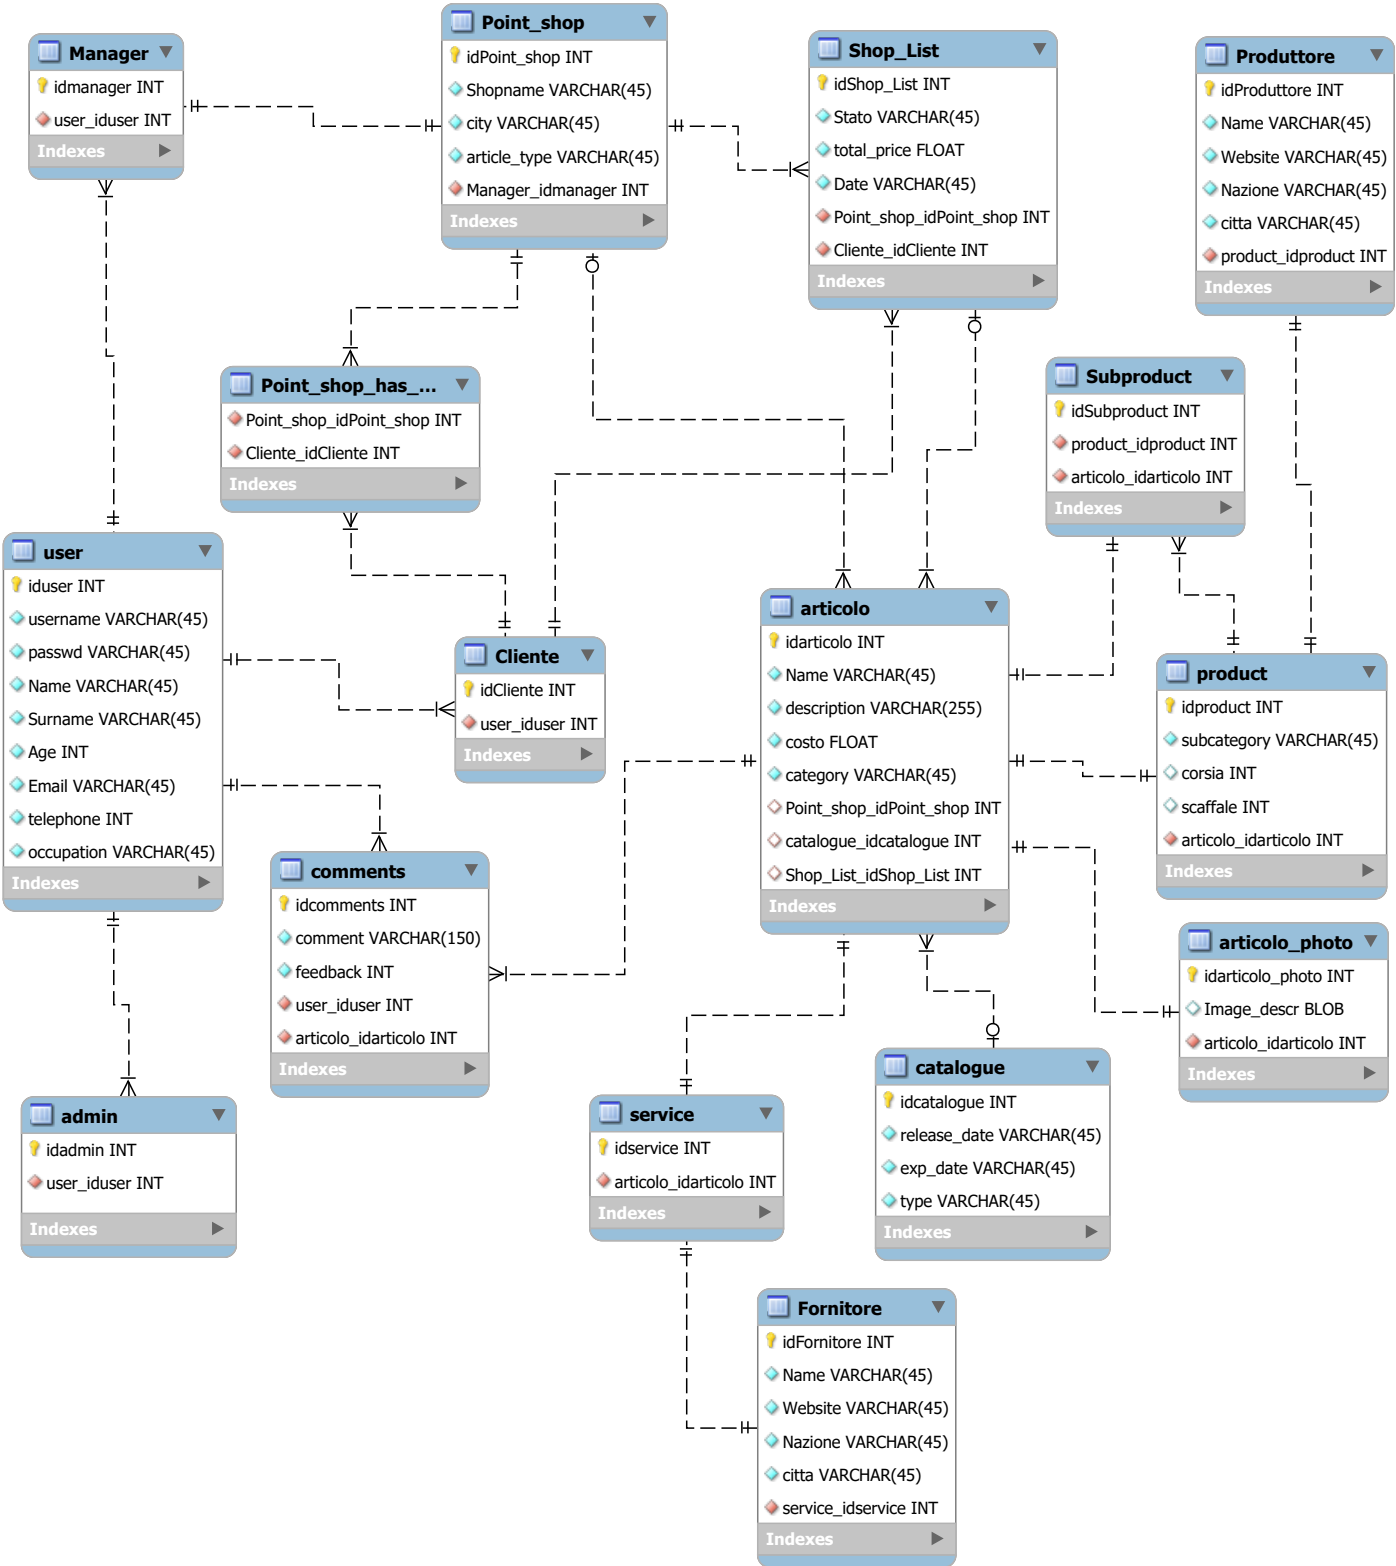 Manager
idmanager INT
user_iduser INT
Indexes
Point_shop
idPoint_shop INT
Shopname VARCHAR(45)
city VARCHAR(45)
article_type VARCHAR(45)
Manager_idmanager INT
Indexes
Shop_List
idShop_List INT
Stato VARCHAR(45)
total_price FLOAT
Date VARCHAR(45)
Point_shop_idPoint_shop INT
Cliente_idCliente INT
Indexes
Produttore
idProduttore INT
Name VARCHAR(45)
Website VARCHAR(45)
Nazione VARCHAR(45)
citta VARCHAR(45)
product_idproduct INT
Indexes
Point_shop_has_...
Point_shop_idPoint_shop INT
Cliente_idCliente INT
Indexes
Subproduct
idSubproduct INT
product_idproduct INT
articolo_idarticolo INT
Indexes
user
iduser INT
username VARCHAR(45)
passwd VARCHAR(45)
Name VARCHAR(45)
Surname VARCHAR(45)
Age INT
Email VARCHAR(45)
telephone INT
occupation VARCHAR(45)
Indexes
Cliente
idCliente INT
user_iduser INT
Indexes
articolo
idarticolo INT
Name VARCHAR(45)
description VARCHAR(255)
costo FLOAT
category VARCHAR(45)
Point_shop_idPoint_shop INT
catalogue_idcatalogue INT
Shop_List_idShop_List INT
Indexes
product
idproduct INT
subcategory VARCHAR(45)
corsia INT
scaffale INT
articolo_idarticolo INT
Indexes
comments
idcomments INT
comment VARCHAR(150)
feedback INT
user_iduser INT
articolo_idarticolo INT
Indexes
articolo_photo
idarticolo_photo INT
Image_descr BLOB
articolo_idarticolo INT
Indexes
admin
idadmin INT
user_iduser INT
Indexes
service
idservice INT
articolo_idarticolo INT
Indexes
catalogue
idcatalogue INT
release_date VARCHAR(45)
exp_date VARCHAR(45)
type VARCHAR(45)
Indexes
Fornitore
idFornitore INT
Name VARCHAR(45)
Website VARCHAR(45)
Nazione VARCHAR(45)
citta VARCHAR(45)
service_idservice INT
Indexes